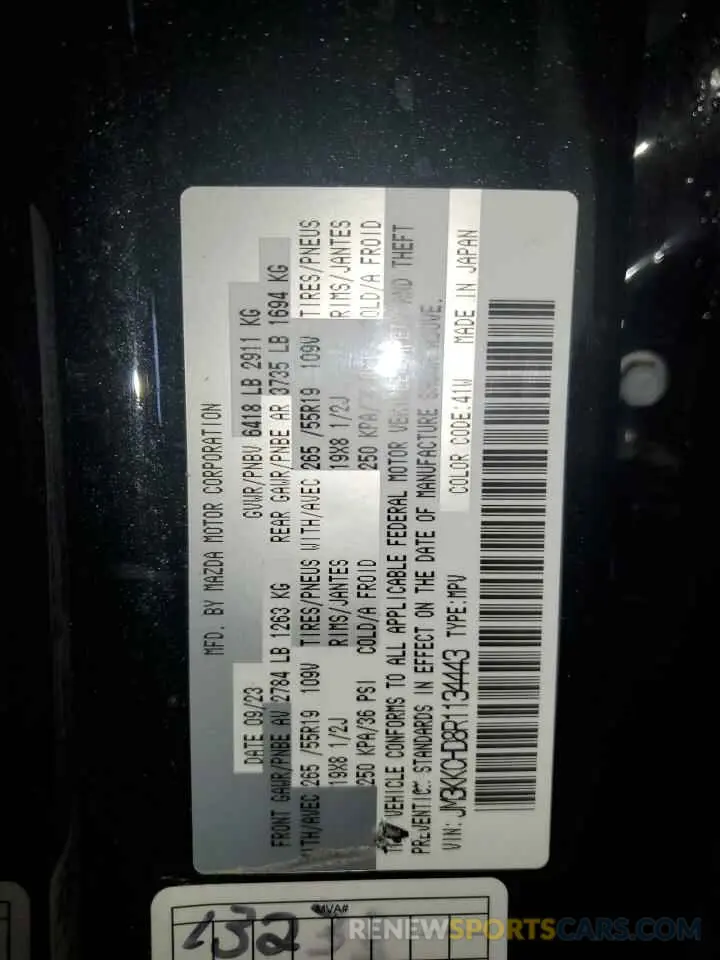 MFD. BY MAZDA MOTOR CORPORATION
DATE 09/23 GVWR/PNBV 6418 LB 2911 KG
FRONT GAWR/PNBE AV 2784 LB 1263 KG REAR GAWR/PNBE AR 3735 LB 1694 KG
WITH/AVEC 265 /55R19 109V TIRES/PNEUS WITH/AVEC 265 /55R19 109V TIRES/PNEUS
19X8 1/2J RIMS/JANTES 19X8 1/2J RIMS/JANTES
250 KPA/36 PSI COLD/A FROID 250 KPA/ COLD/A FROID
VEHICLE CONFORMS TO ALL APPLICABLE FEDERAL MOTOR AND THEFT
STANDARDS IN EFFECT ON THE DATE OF MANUFACTURE
COLOR CODE:41W MADE IN JAPAN
VIN: JM3KKCHD8R1134443 TYPE:MPV
MVA#
132
RENEWSPORTSCARS.COM